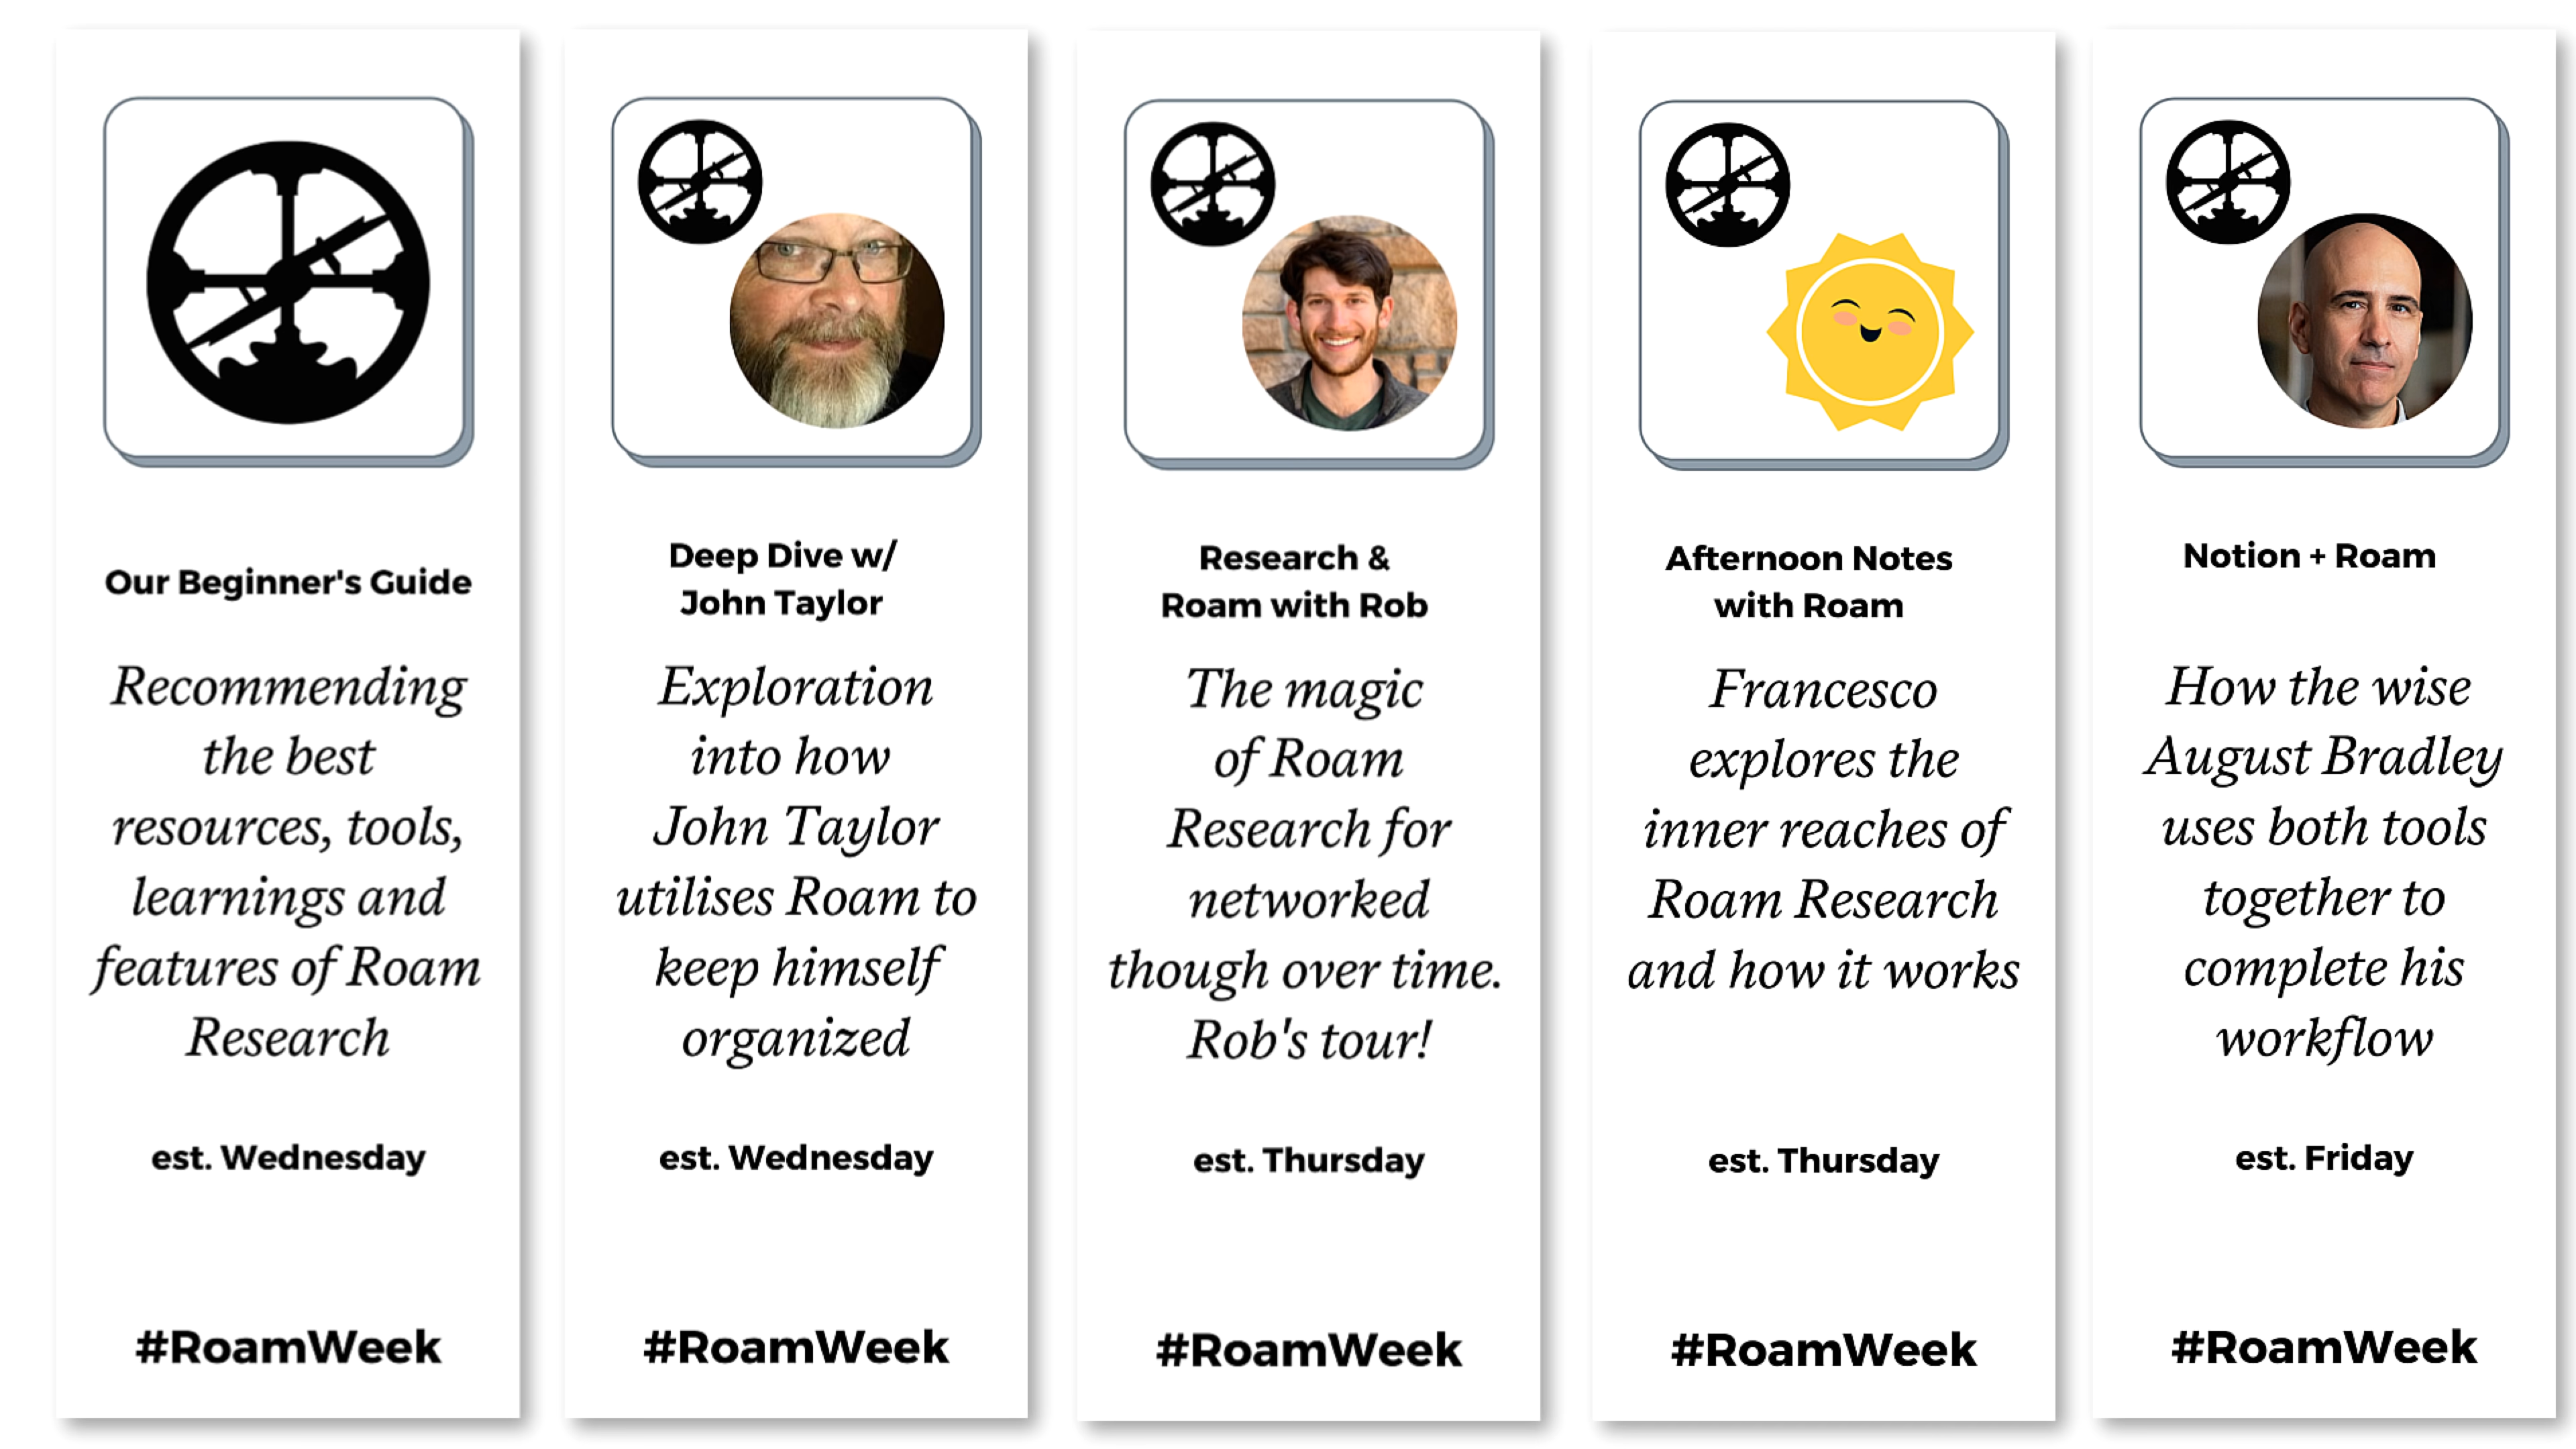 Our Beginner's Guide
Recommending
the best
resources, tools,
learnings and
features of Roam
Research
est. Wednesday
#RoamWeek
Deep Dive w/
John Taylor
Exploration
into how
John Taylor
utilises Roam to
keep himself
organized
est. Wednesday
#RoamWeek
Research &
Roam with Rob
The magic
of Roam
Research for
networked
though over time.
Rob's tour!
est. Thursday
#RoamWeek
Afternoon Notes
with Roam
Francesco
explores the
inner reaches of
Roam Research
and how it works
est. Thursday
#RoamWeek
Notion + Roam
How the wise
August Bradley
uses both tools
together to
complete his
workflow
est. Friday
#RoamWeek